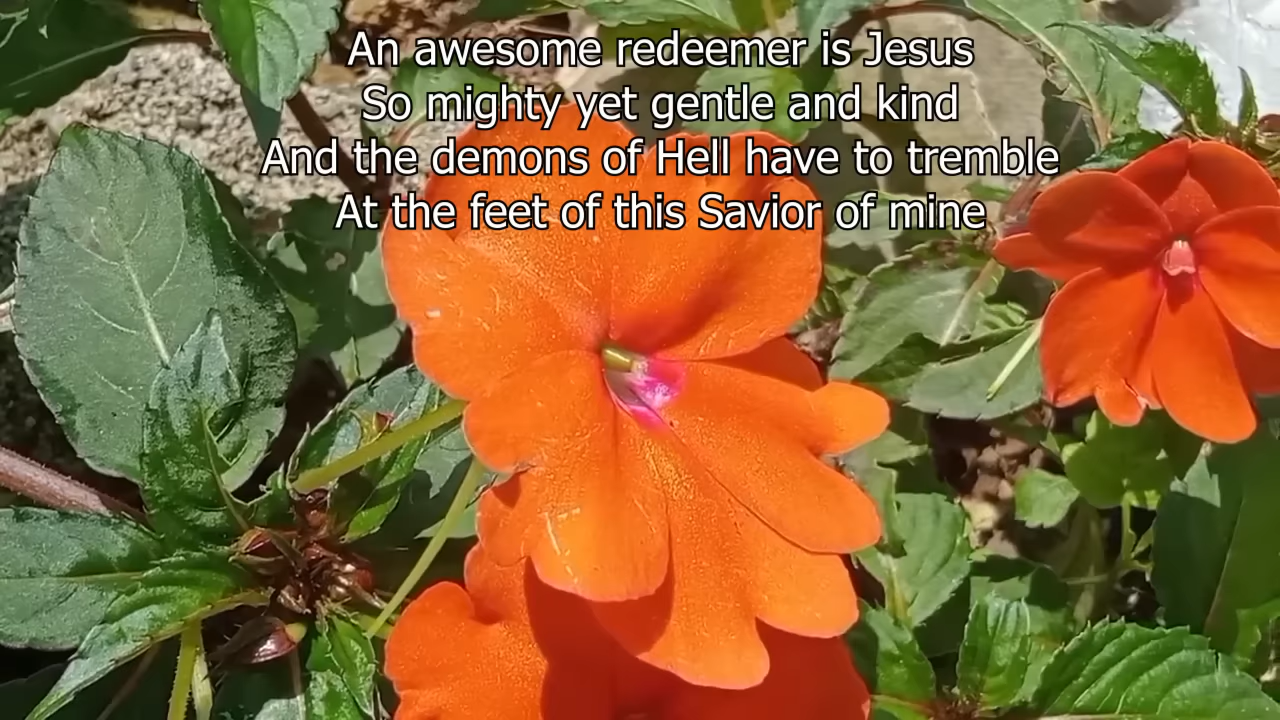 An awesome redeemer is Jesus
So mighty yet gentle and kind
And the demons of Hell have to tremble
At the feet of this Savior of mine